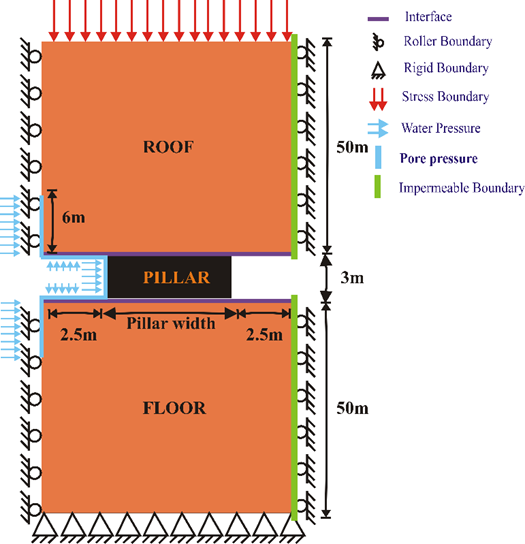 Interface
Roller Boundary
Rigid Boundary
Stress Boundary
Water Pressure
Pore pressure
Impermeable Boundary
ROOF
50m
6m
PILLAR
3m
2.5m
Pillar width
2.5m
FLOOR
50m